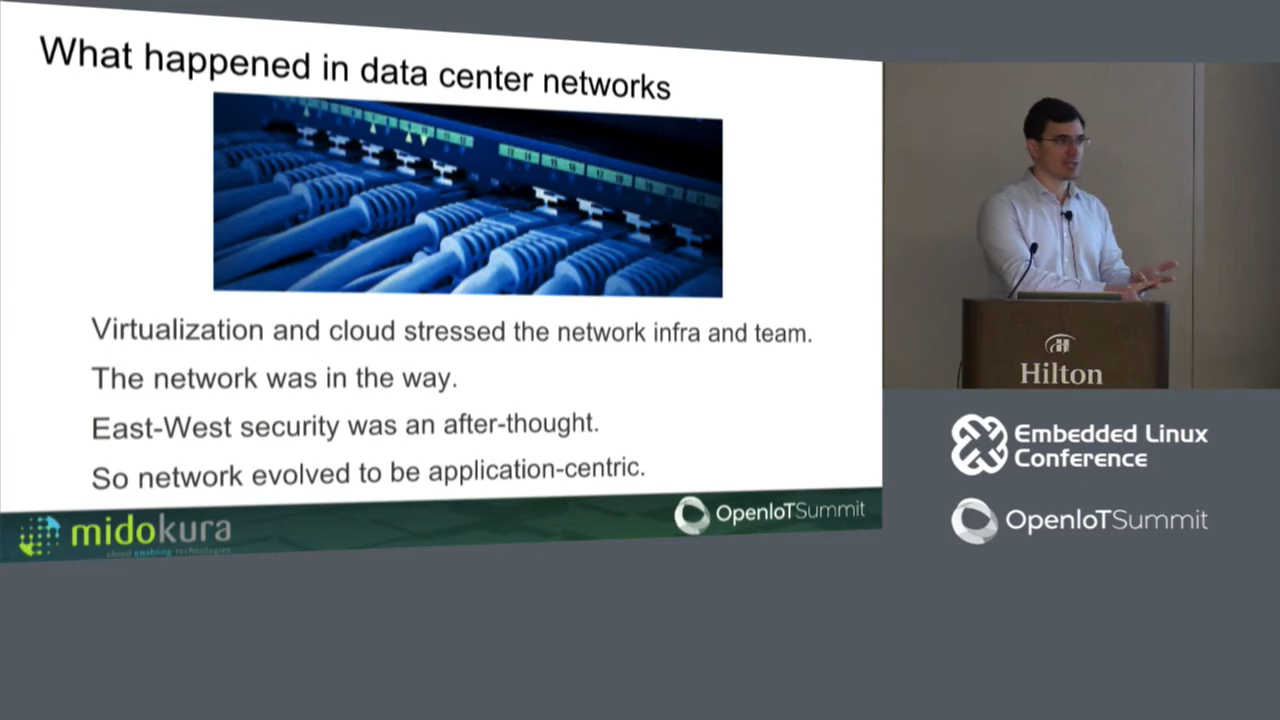 What happened in data center networks
Virtualization and cloud stressed the network infra and team.
The network was in the way.
East-West security was an after-thought.
So network evolved to be application-centric.
midokura
cloud enabling technologies
OpenIoTSummit
Hilton
Embedded Linux
Conference
OpenIoTSummit